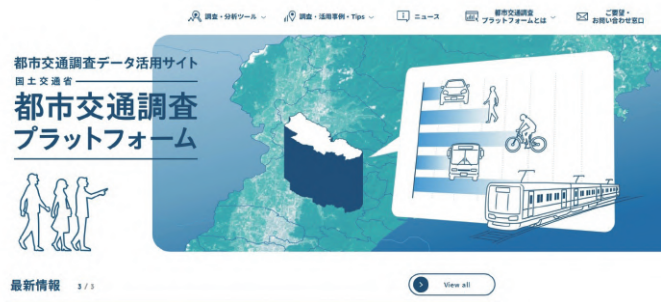 調査・分析ツール
調査・活用事例・Tips
ニュース
都市交通調査
プラットフォームとは
ご要望・
お問い合わせ窓口
都市交通調査データ活用サイト
国土交通省
都市交通調査
プラットフォーム
最新情報 3 / 3
View all